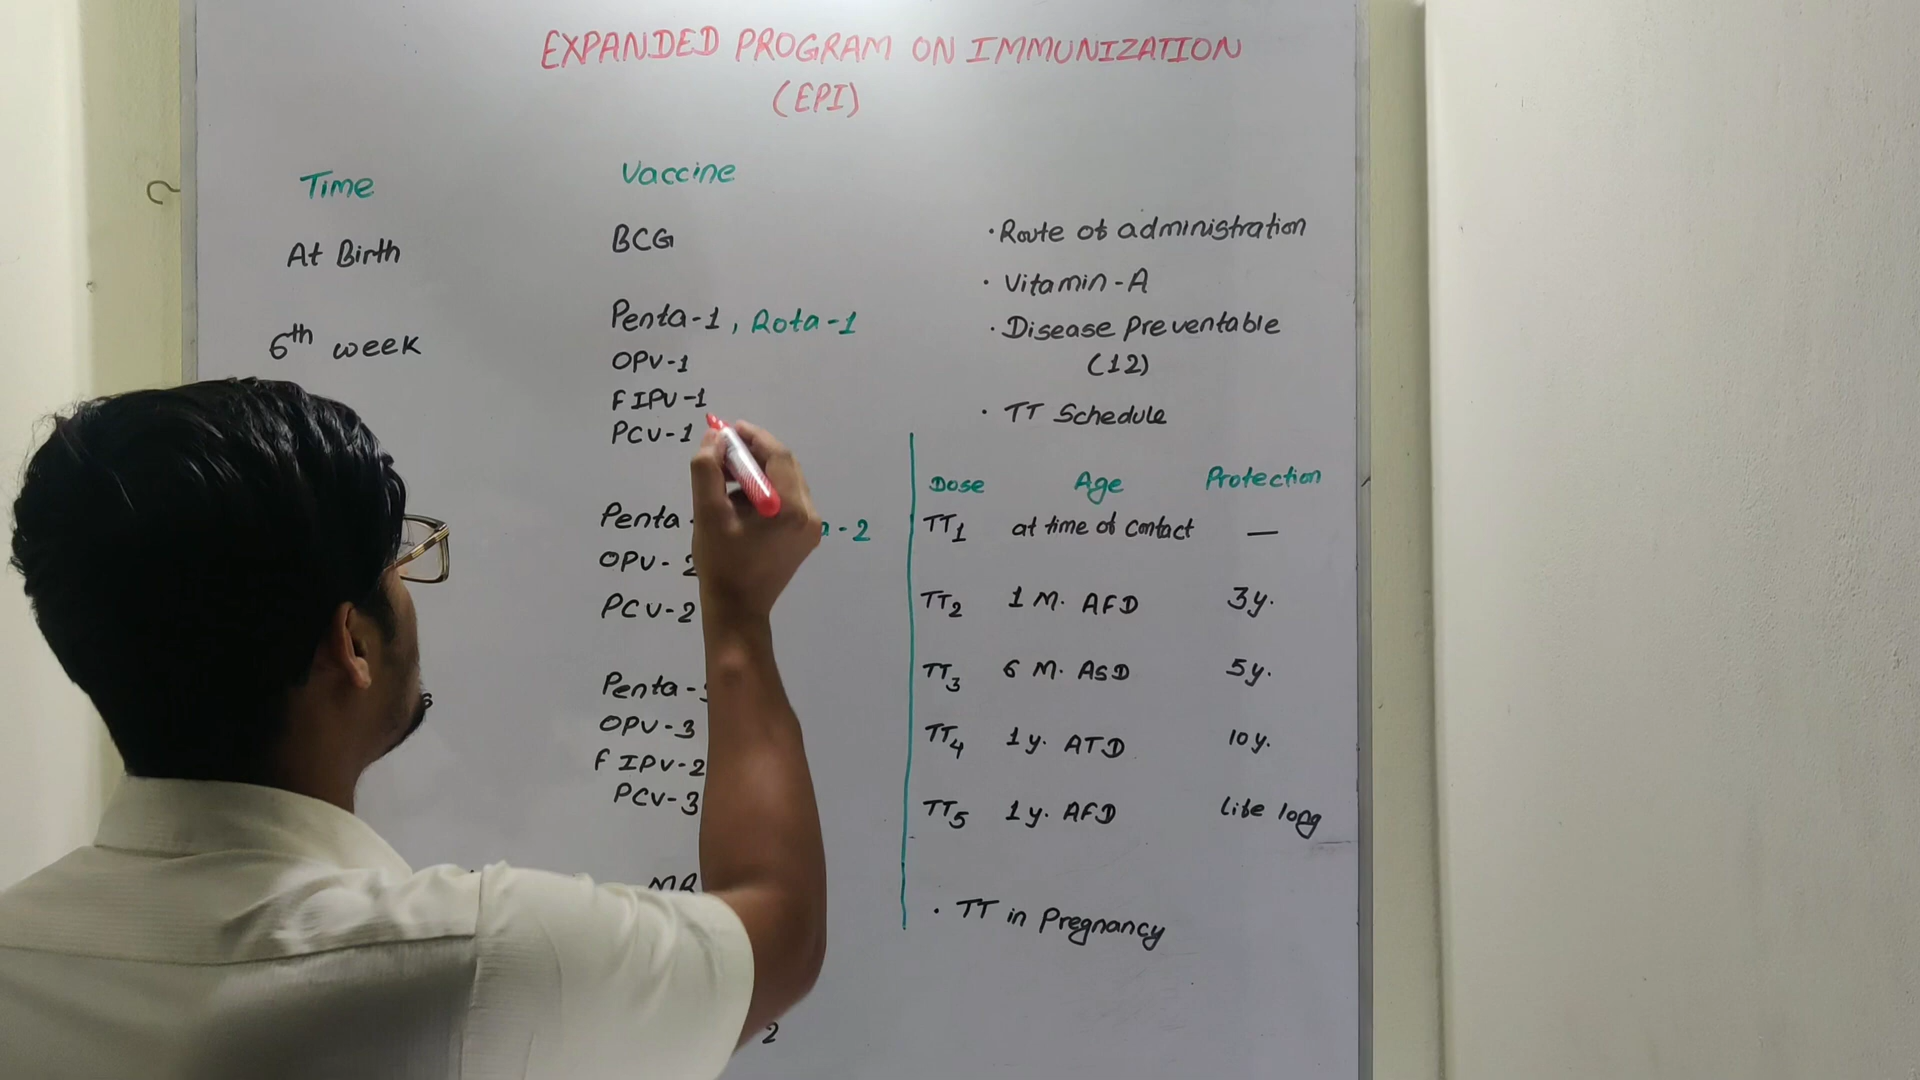 EXPANDED PROGRAM ON IMMUNIZATION
(EPI)
Time
Vaccine
At Birth
BCG
6th week
Penta-1, Rota-1
OPV-1
FIPV-1
PCV-1
Penta
-2
OPV-2
PCV-2
Penta-
OPV-3
FIPV-2
PCV-3
MR
2
· Route of administration
· Vitamin-A
· Disease preventable
(12)
· TT Schedule
Dose Age Protection
TT1 at time of contact —
TT2 1 M. AFD 3y.
TT3 6 M. ASD 5y.
TT4 1y. ATD 10y.
TT5 1y. AFD life long
· TT in Pregnancy